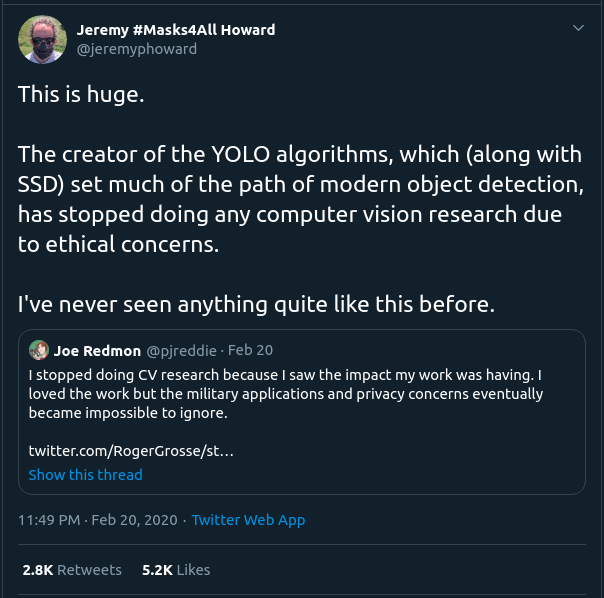 Jeremy #Masks4All Howard
@jeremyphoward
This is huge.
The creator of the YOLO algorithms, which (along with
SSD) set much of the path of modern object detection,
has stopped doing any computer vision research due
to ethical concerns.
I've never seen anything quite like this before.
Joe Redmon @pjreddie · Feb 20
I stopped doing CV research because I saw the impact my work was having. I
loved the work but the military applications and privacy concerns eventually
became impossible to ignore.
twitter.com/RogerGrosse/st…
Show this thread
11:49 PM · Feb 20, 2020 · Twitter Web App
2.8K Retweets 5.2K Likes